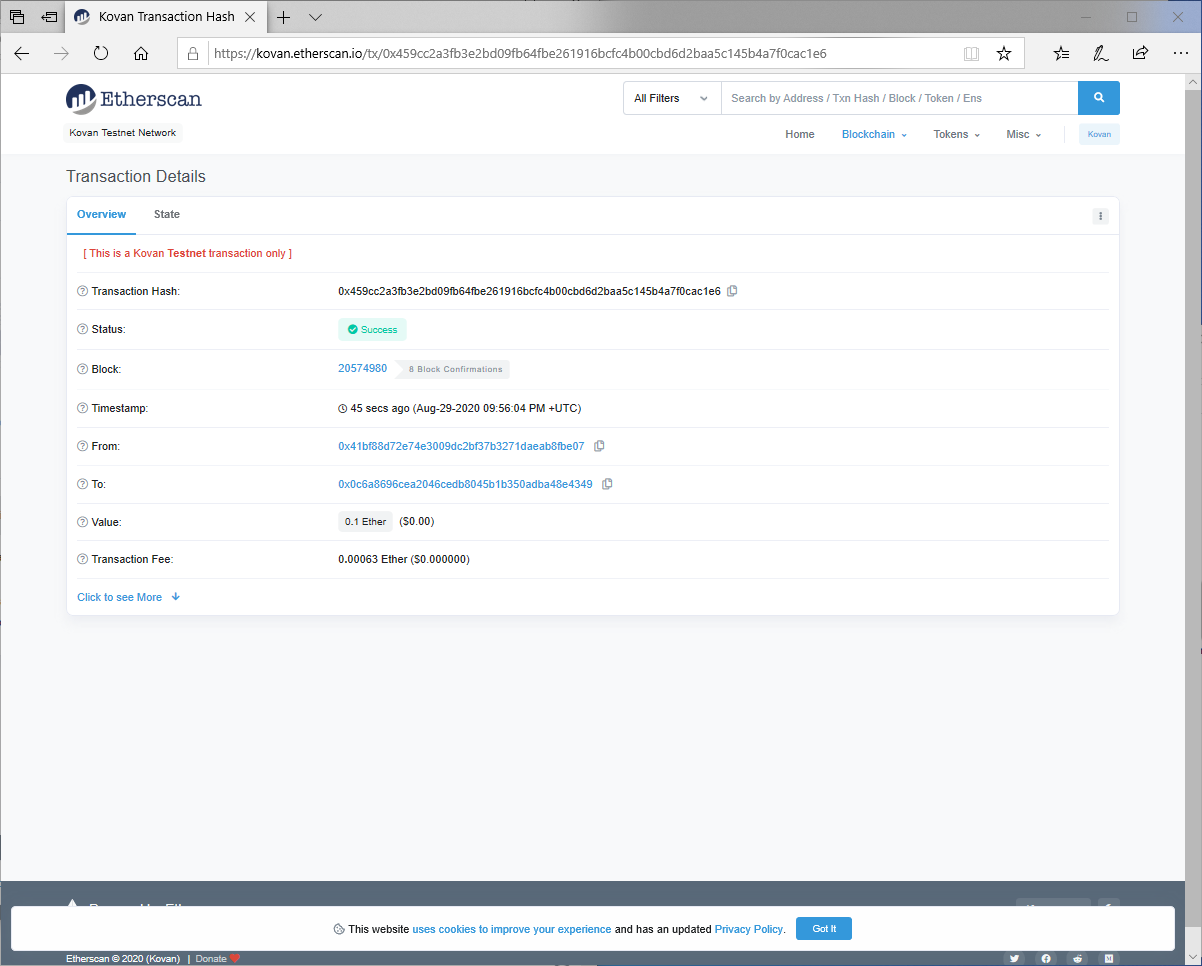 Kovan Transaction Hash
https://kovan.etherscan.io/tx/0x459cc2a3fb3e2bd09fb64fbe261916bcfc4b00cbd6d2baa5c145b4a7f0cac1e6
Etherscan
All Filters
Search by Address / Txn Hash / Block / Token / Ens
Kovan Testnet Network
Home Blockchain Tokens Misc Kovan
Transaction Details
Overview State
[ This is a Kovan Testnet transaction only ]
Transaction Hash: 0x459cc2a3fb3e2bd09fb64fbe261916bcfc4b00cbd6d2baa5c145b4a7f0cac1e6
Status: Success
Block: 20574980 8 Block Confirmations
Timestamp: 45 secs ago (Aug-29-2020 09:56:04 PM +UTC)
From: 0x41bf88d72e74e3009dc2bf37b3271daeab8fbe07
To: 0x0c6a8696cea2046cedb8045b1b350adba48e4349
Value: 0.1 Ether ($0.00)
Transaction Fee: 0.00063 Ether ($0.000000)
Click to see More
This website uses cookies to improve your experience and has an updated Privacy Policy. Got It
Etherscan © 2020 (Kovan) | Donate